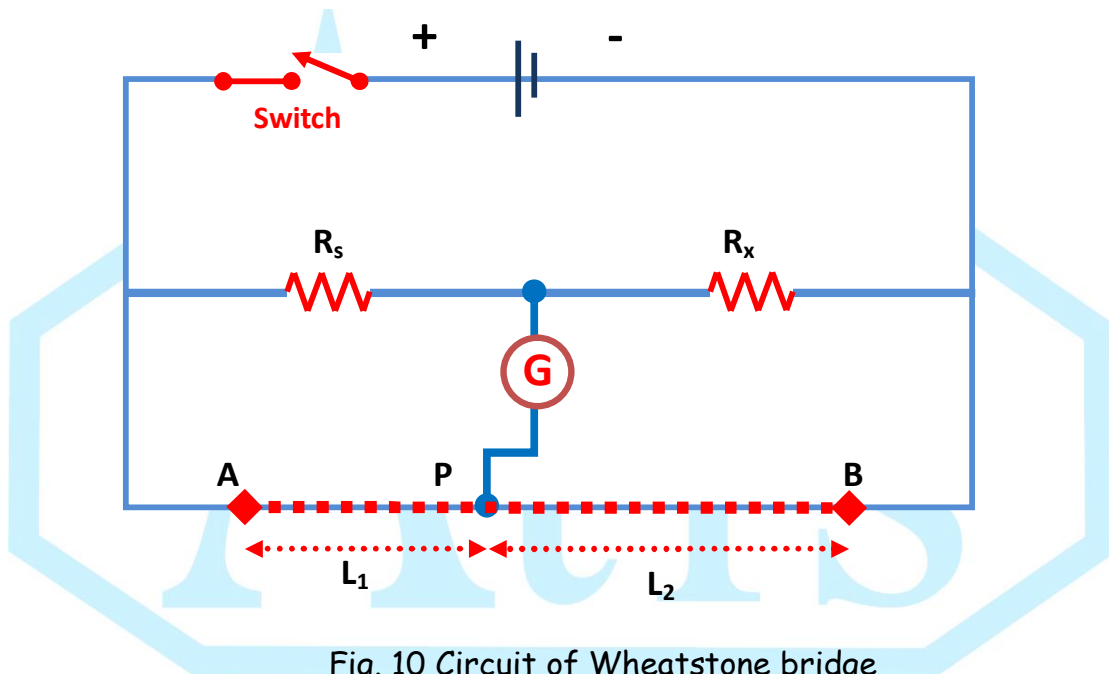 + -
Switch
Rs Rx
G
A P B
L1 L2
Fig. 10 Circuit of Wheatstone bridge